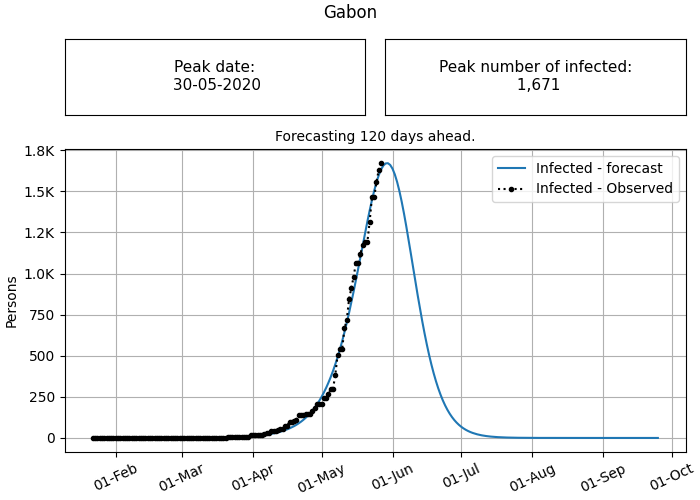 Gabon
Peak date:
30-05-2020
Peak number of infected:
1,671
Forecasting 120 days ahead.
Infected - forecast
Infected - Observed
Persons
1.8K
1.5K
1.2K
1.0K
750
500
250
0
01-Feb
01-Mar
01-Apr
01-May
01-Jun
01-Jul
01-Aug
01-Sep
01-Oct